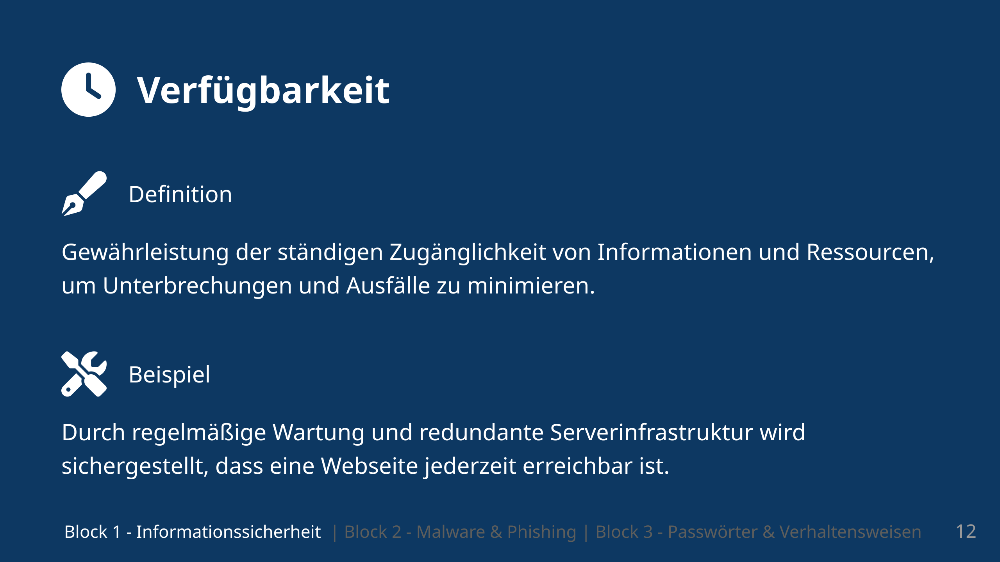 Verfügbarkeit
Definition
Gewährleistung der ständigen Zugänglichkeit von Informationen und Ressourcen,
um Unterbrechungen und Ausfälle zu minimieren.
Beispiel
Durch regelmäßige Wartung und redundante Serverinfrastruktur wird
sichergestellt, dass eine Webseite jederzeit erreichbar ist.
Block 1 - Informationssicherheit | Block 2 - Malware & Phishing | Block 3 - Passwörter & Verhaltensweisen 12